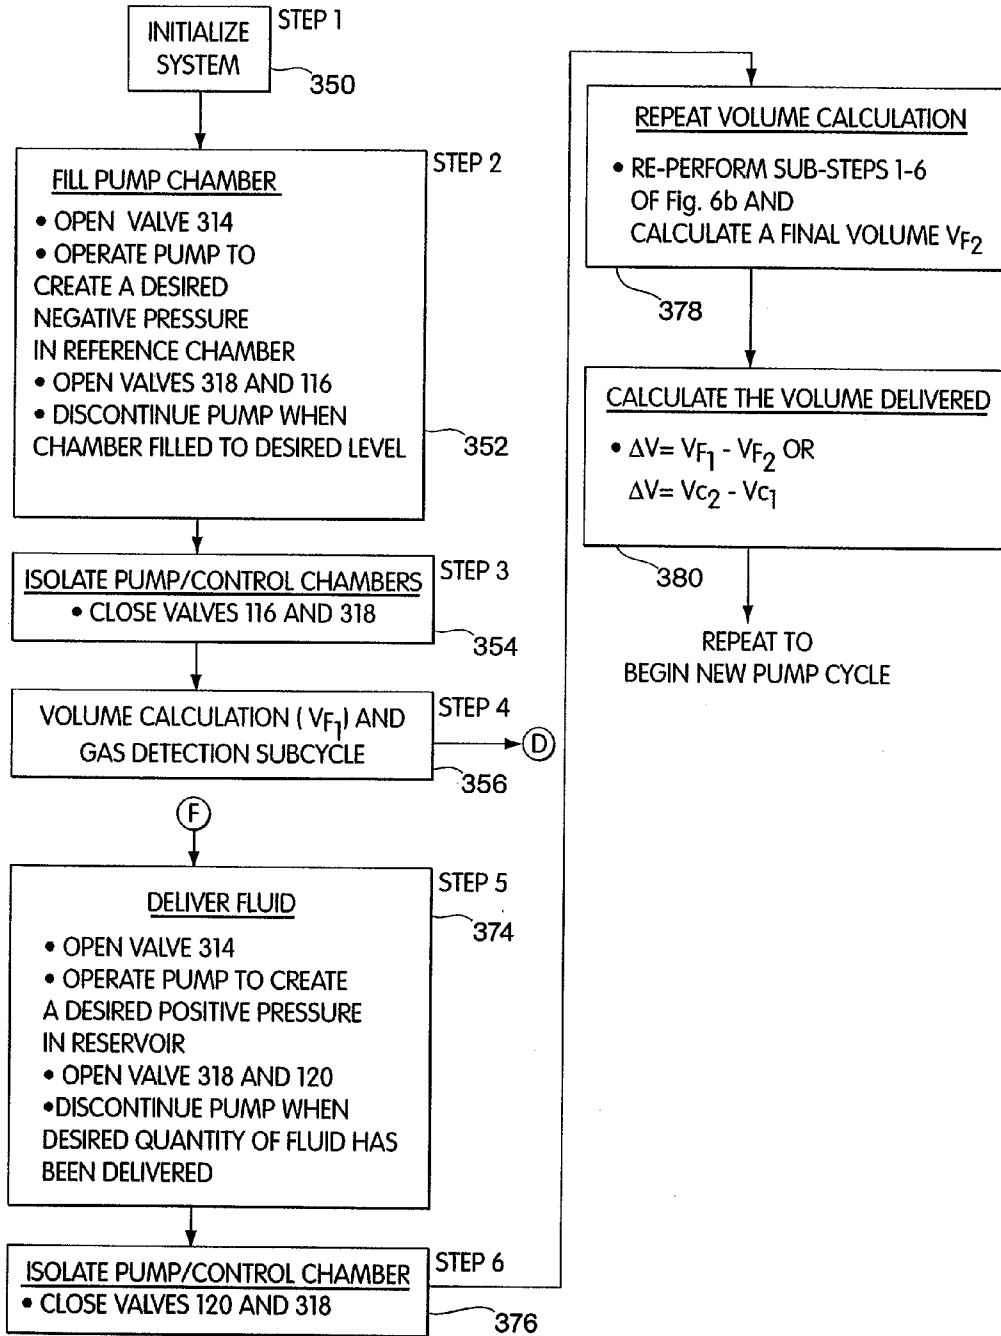 INITIALIZE
SYSTEM
STEP 1
350
STEP 2
FILL PUMP CHAMBER
• OPEN VALVE 314
• OPERATE PUMP TO
CREATE A DESIRED
NEGATIVE PRESSURE
IN REFERENCE CHAMBER
• OPEN VALVES 318 AND 116
• DISCONTINUE PUMP WHEN
CHAMBER FILLED TO DESIRED LEVEL
352
STEP 3
ISOLATE PUMP/CONTROL CHAMBERS
• CLOSE VALVES 116 AND 318
354
STEP 4
VOLUME CALCULATION ( VF1) AND
GAS DETECTION SUBCYCLE
D
356
F
STEP 5
DELIVER FLUID
374
• OPEN VALVE 314
• OPERATE PUMP TO CREATE
A DESIRED POSITIVE PRESSURE
IN RESERVOIR
• OPEN VALVE 318 AND 120
•DISCONTINUE PUMP WHEN
DESIRED QUANTITY OF FLUID HAS
BEEN DELIVERED
STEP 6
ISOLATE PUMP/CONTROL CHAMBER
• CLOSE VALVES 120 AND 318
376
REPEAT VOLUME CALCULATION
• RE-PERFORM SUB-STEPS 1-6
OF Fig. 6b AND
CALCULATE A FINAL VOLUME VF2
378
CALCULATE THE VOLUME DELIVERED
• ΔV= VF1 - VF2 OR
ΔV= Vc2 - Vc1
380
REPEAT TO
BEGIN NEW PUMP CYCLE